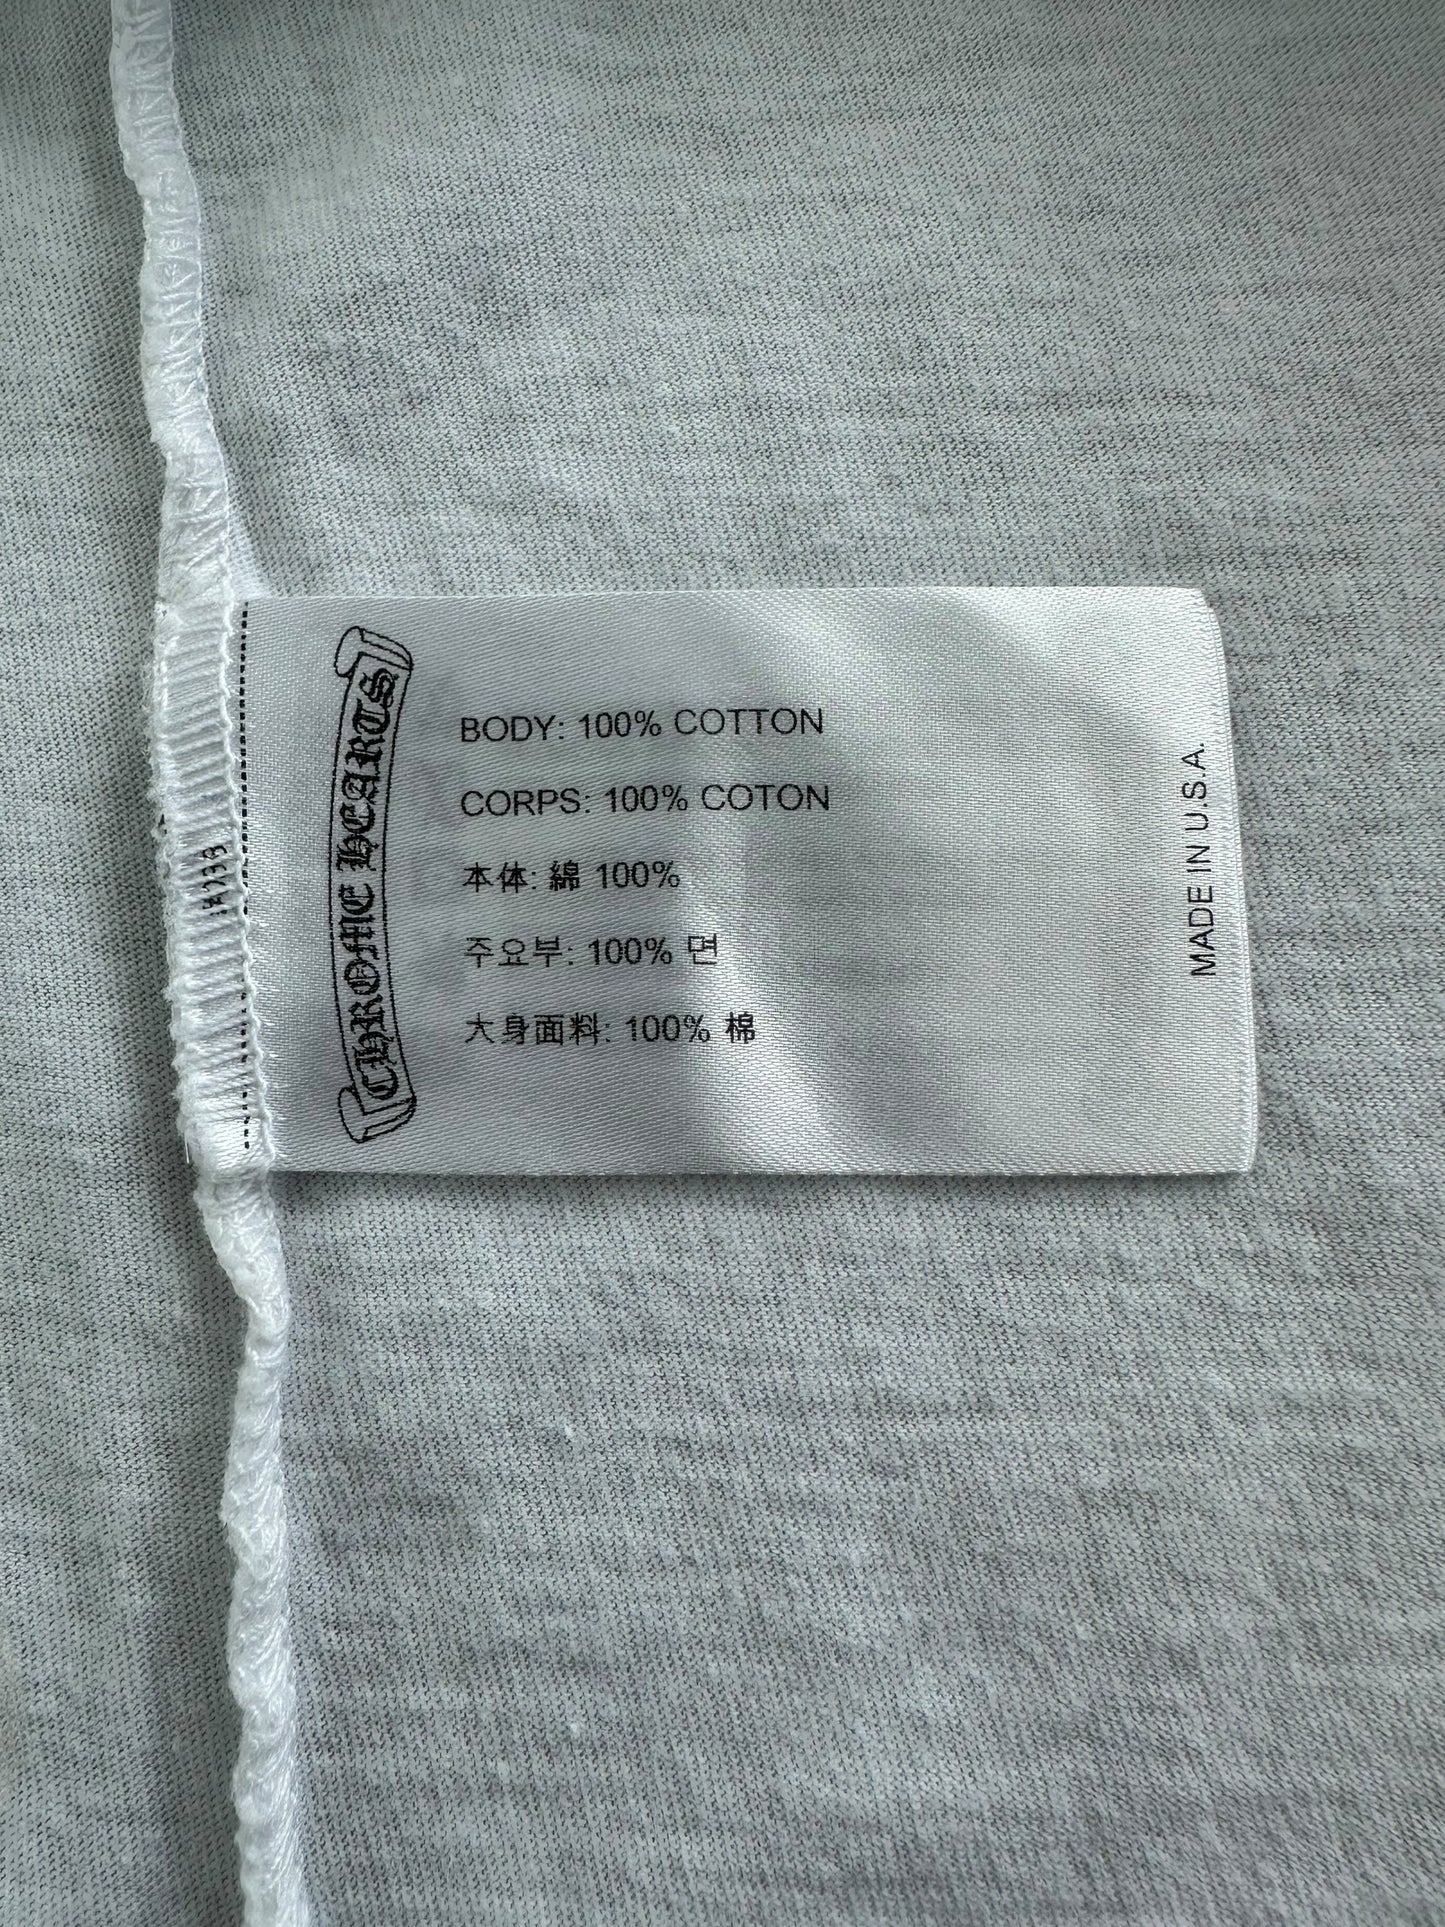 CHROME HEARTS
BODY: 100% COTTON
CORPS: 100% COTON
本体: 綿 100%
주요부: 100% 면
大身面料: 100% 棉
MADE IN U.S.A.